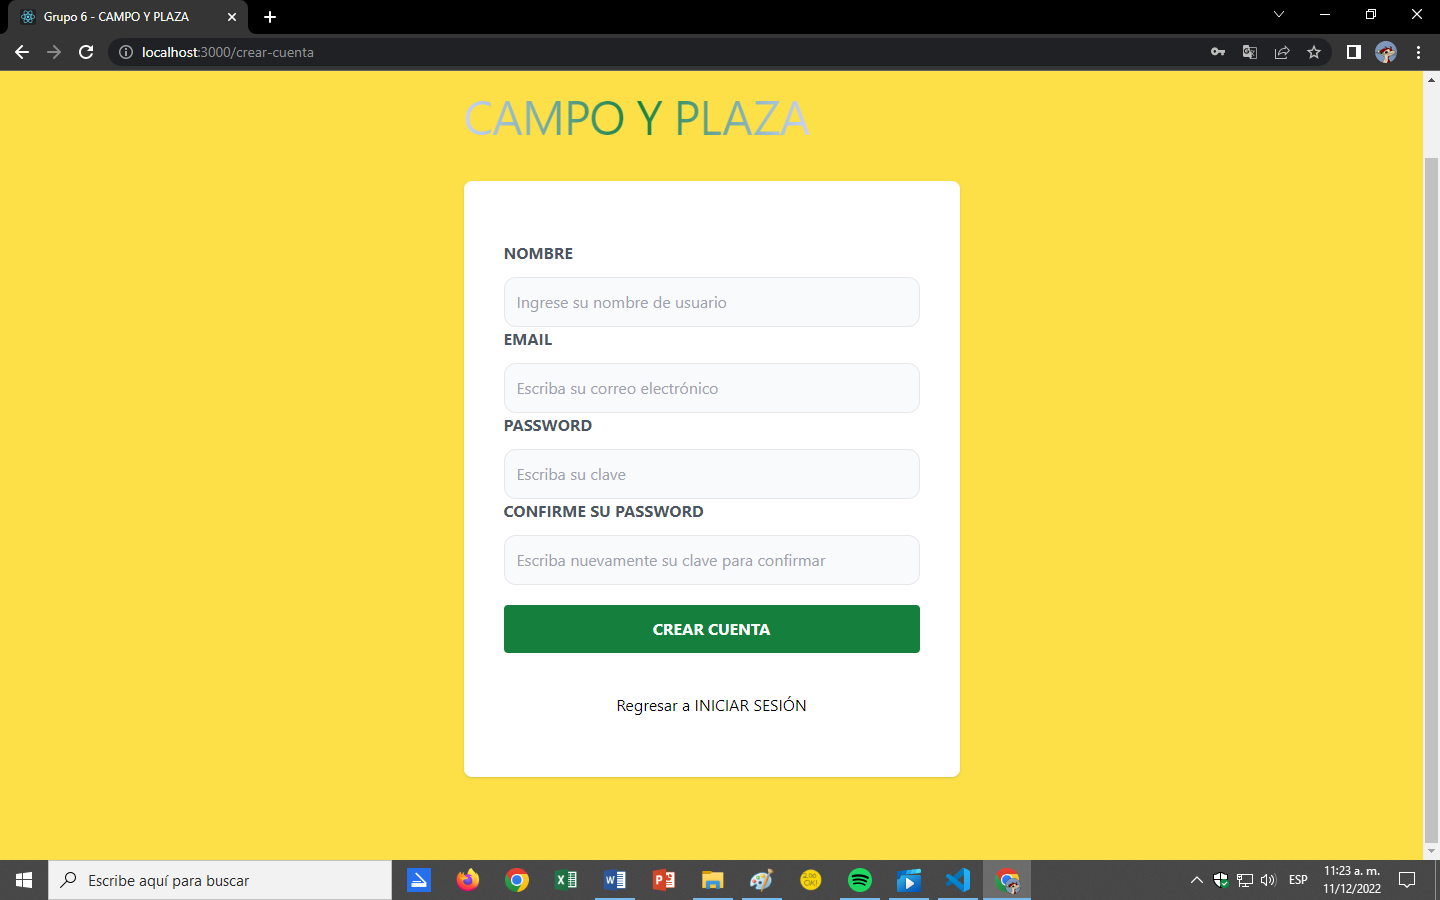 Grupo 6 - CAMPO Y PLAZA
localhost:3000/crear-cuenta
CAMPO Y PLAZA
NOMBRE
Ingrese su nombre de usuario
EMAIL
Escriba su correo electrónico
PASSWORD
Escriba su clave
CONFIRME SU PASSWORD
Escriba nuevamente su clave para confirmar
CREAR CUENTA
Regresar a INICIAR SESIÓN
Escribe aquí para buscar
ESP
11:23 a. m.
11/12/2022